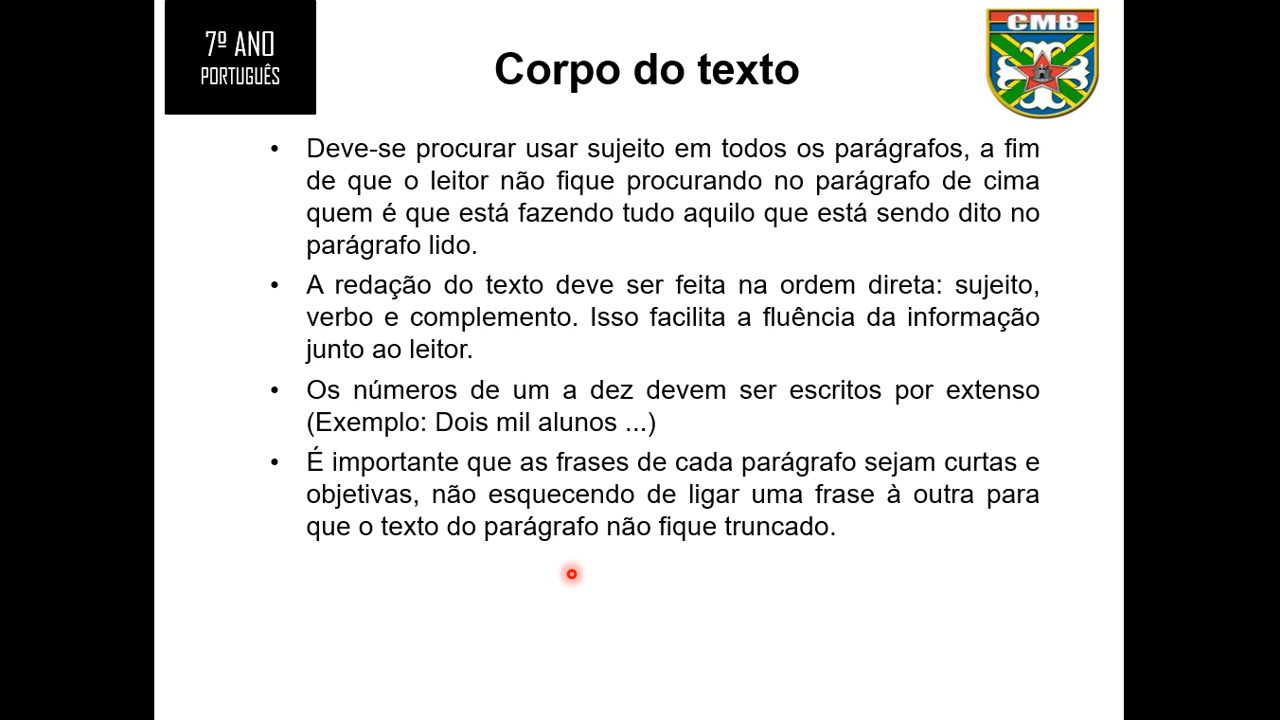 7º ANO
PORTUGUÊS
CMB
Corpo do texto
• Deve-se procurar usar sujeito em todos os parágrafos, a fim
de que o leitor não fique procurando no parágrafo de cima
quem é que está fazendo tudo aquilo que está sendo dito no
parágrafo lido.
• A redação do texto deve ser feita na ordem direta: sujeito,
verbo e complemento. Isso facilita a fluência da informação
junto ao leitor.
• Os números de um a dez devem ser escritos por extenso
(Exemplo: Dois mil alunos ...)
• É importante que as frases de cada parágrafo sejam curtas e
objetivas, não esquecendo de ligar uma frase à outra para
que o texto do parágrafo não fique truncado.